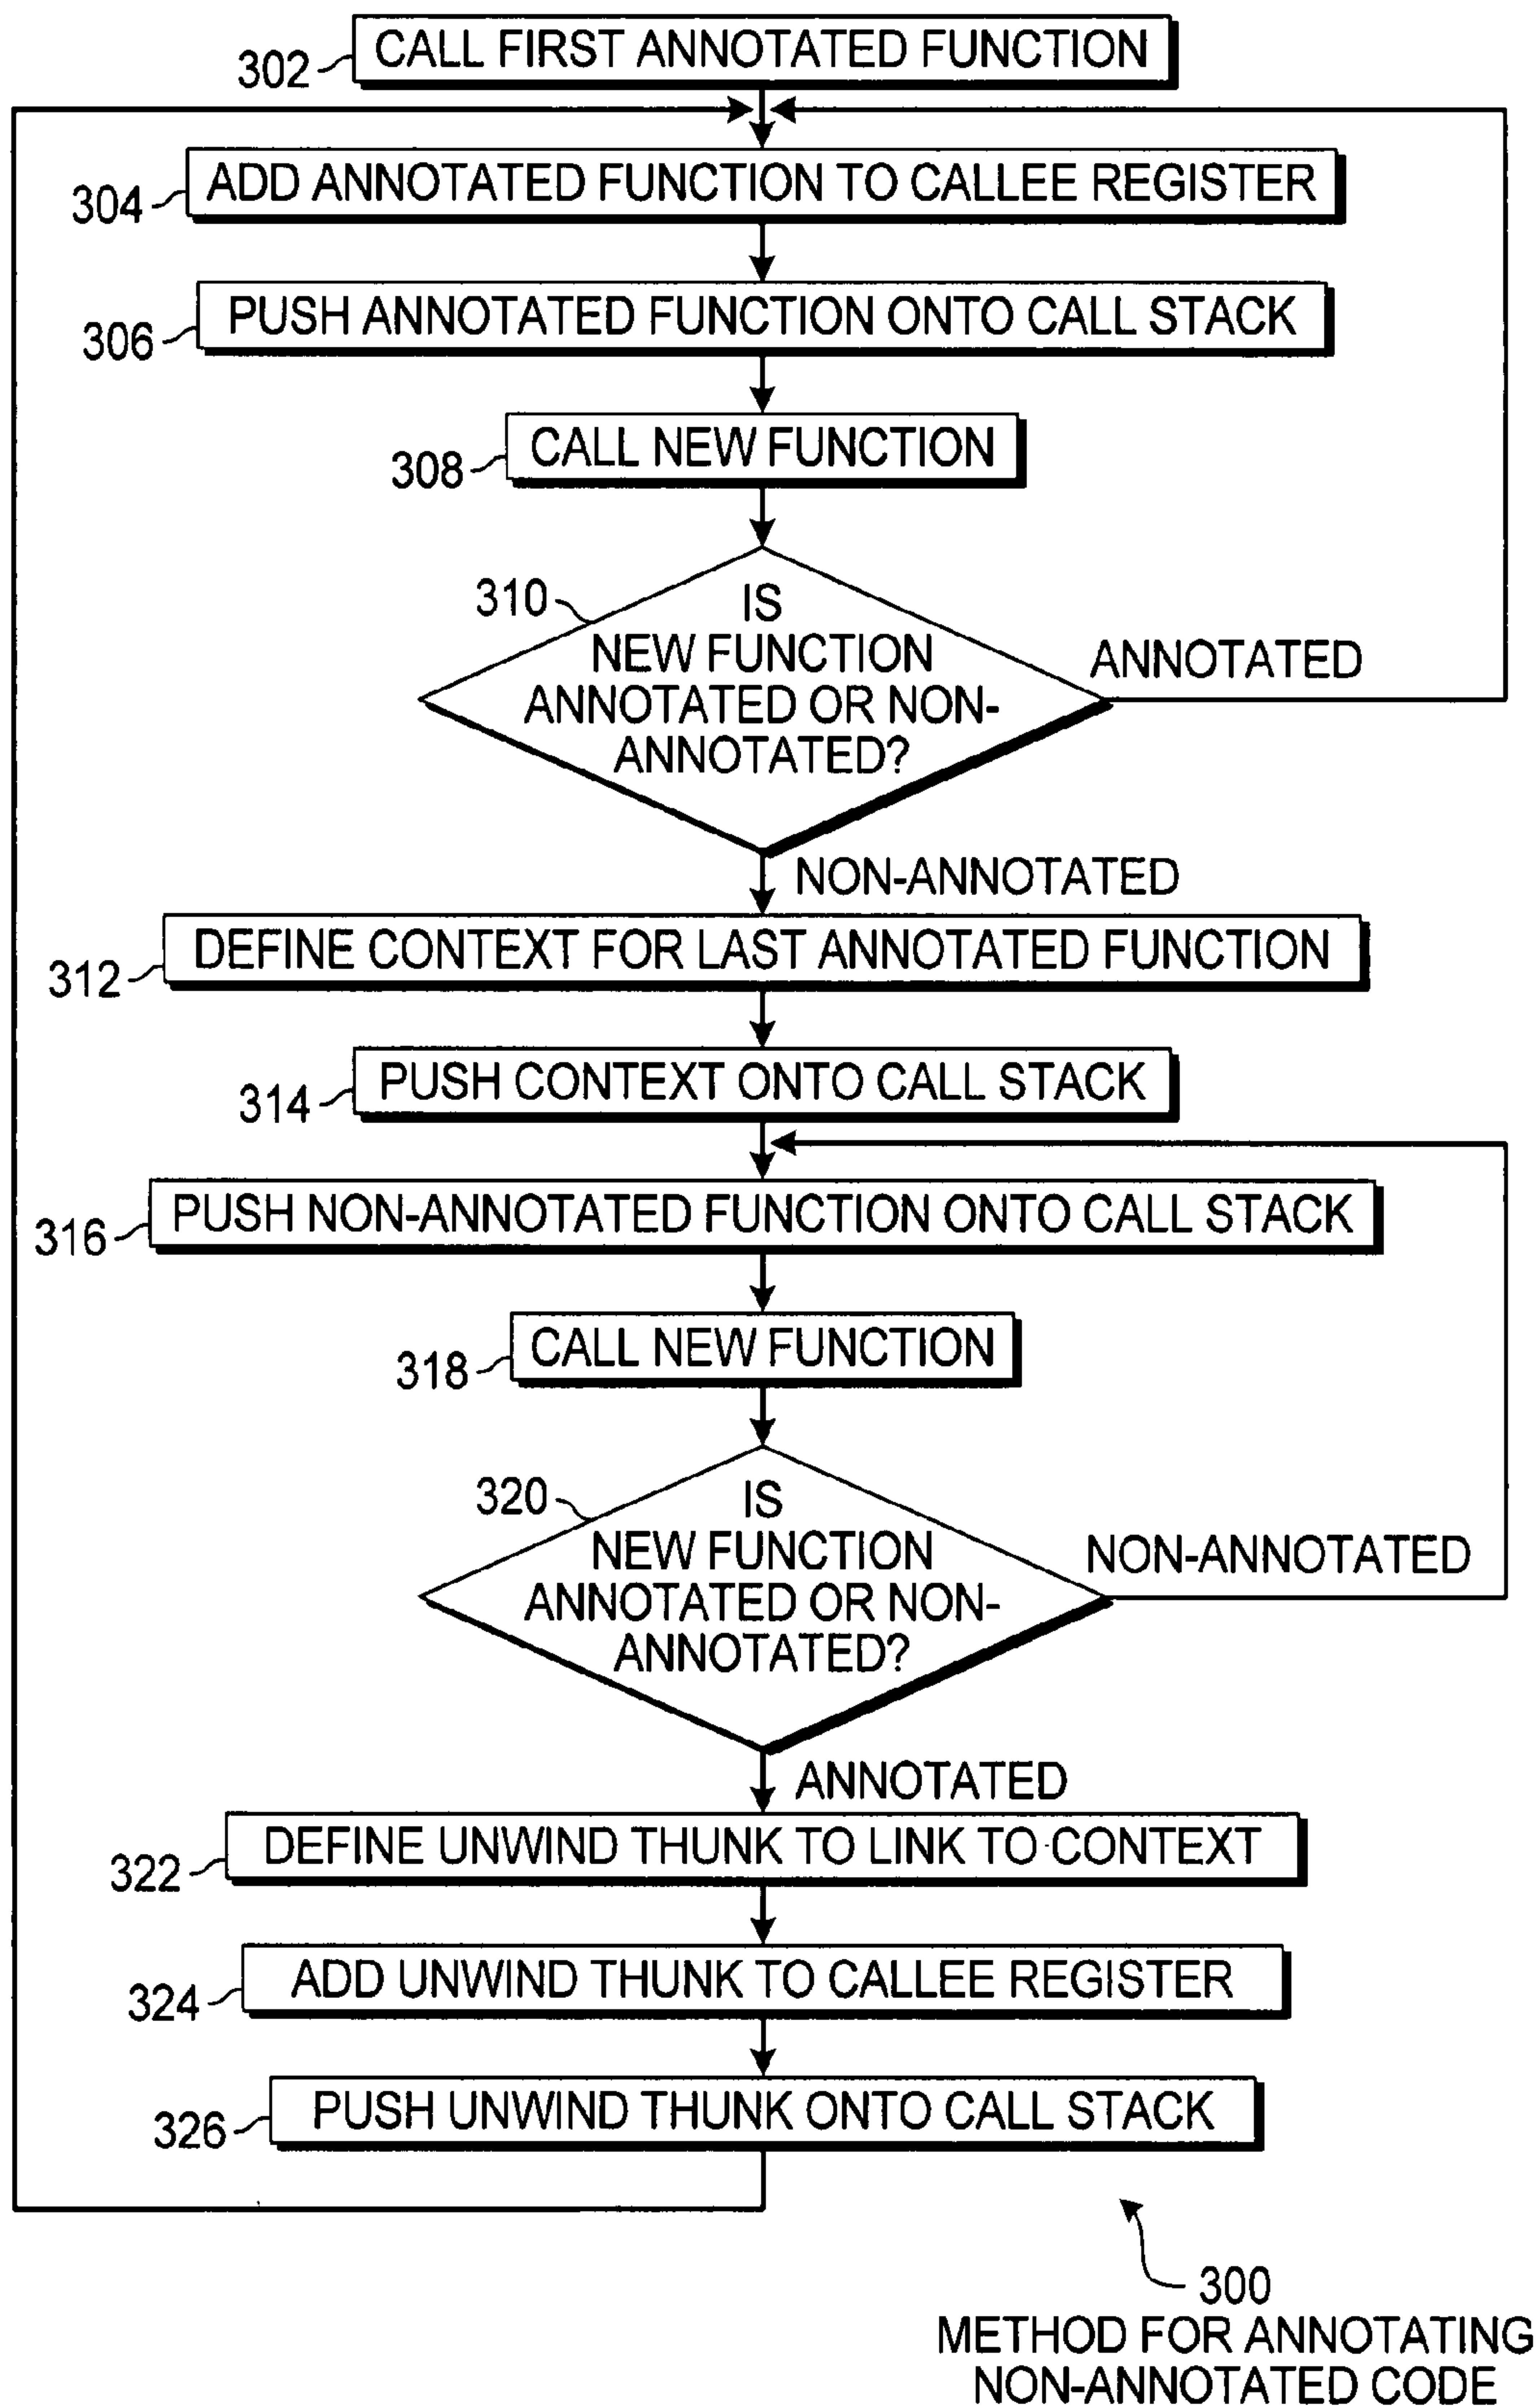 CALL FIRST ANNOTATED FUNCTION
302
ADD ANNOTATED FUNCTION TO CALLEE REGISTER
304
PUSH ANNOTATED FUNCTION ONTO CALL STACK
306
CALL NEW FUNCTION
308
310
IS
NEW FUNCTION
ANNOTATED OR NON-
ANNOTATED?
ANNOTATED
NON-ANNOTATED
DEFINE CONTEXT FOR LAST ANNOTATED FUNCTION
312
PUSH CONTEXT ONTO CALL STACK
314
PUSH NON-ANNOTATED FUNCTION ONTO CALL STACK
316
CALL NEW FUNCTION
318
320
IS
NEW FUNCTION
ANNOTATED OR NON-
ANNOTATED?
NON-ANNOTATED
ANNOTATED
DEFINE UNWIND THUNK TO LINK TO CONTEXT
322
ADD UNWIND THUNK TO CALLEE REGISTER
324
PUSH UNWIND THUNK ONTO CALL STACK
326
300
METHOD FOR ANNOTATING
NON-ANNOTATED CODE